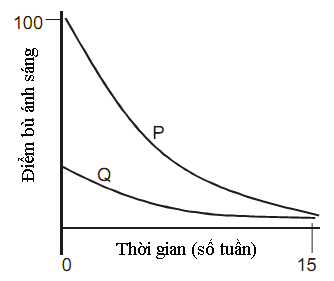 100
Điểm bù ánh sáng
P
Q
Thời gian (số tuần)
0
15